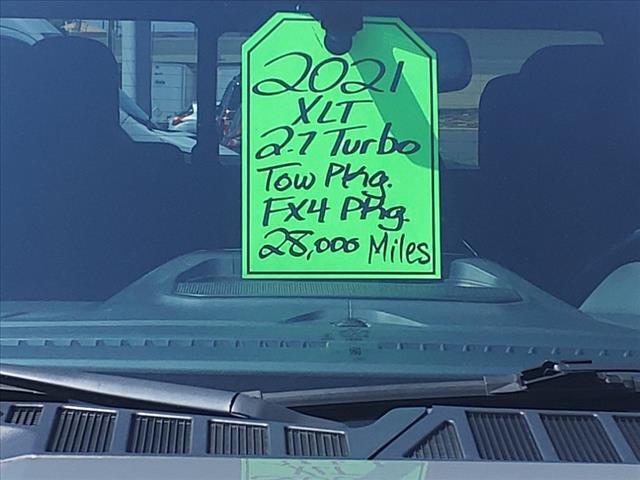 2021
XLT
2.7 Turbo
Tow Pkg.
FX4 Pkg.
28,000 Miles